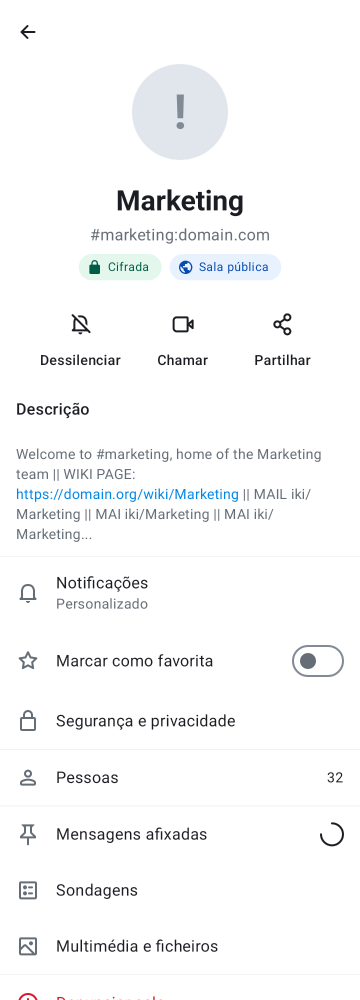 !
Marketing
#marketing:domain.com
Cifrada
Sala pública
Dessilenciar
Chamar
Partilhar
Descrição
Welcome to #marketing, home of the Marketing
team || WIKI PAGE:
https://domain.org/wiki/Marketing || MAIL iki/
Marketing || MAI iki/Marketing || MAI iki/
Marketing...
Notificações
Personalizado
Marcar como favorita
Segurança e privacidade
Pessoas
32
Mensagens afixadas
Sondagens
Multimédia e ficheiros